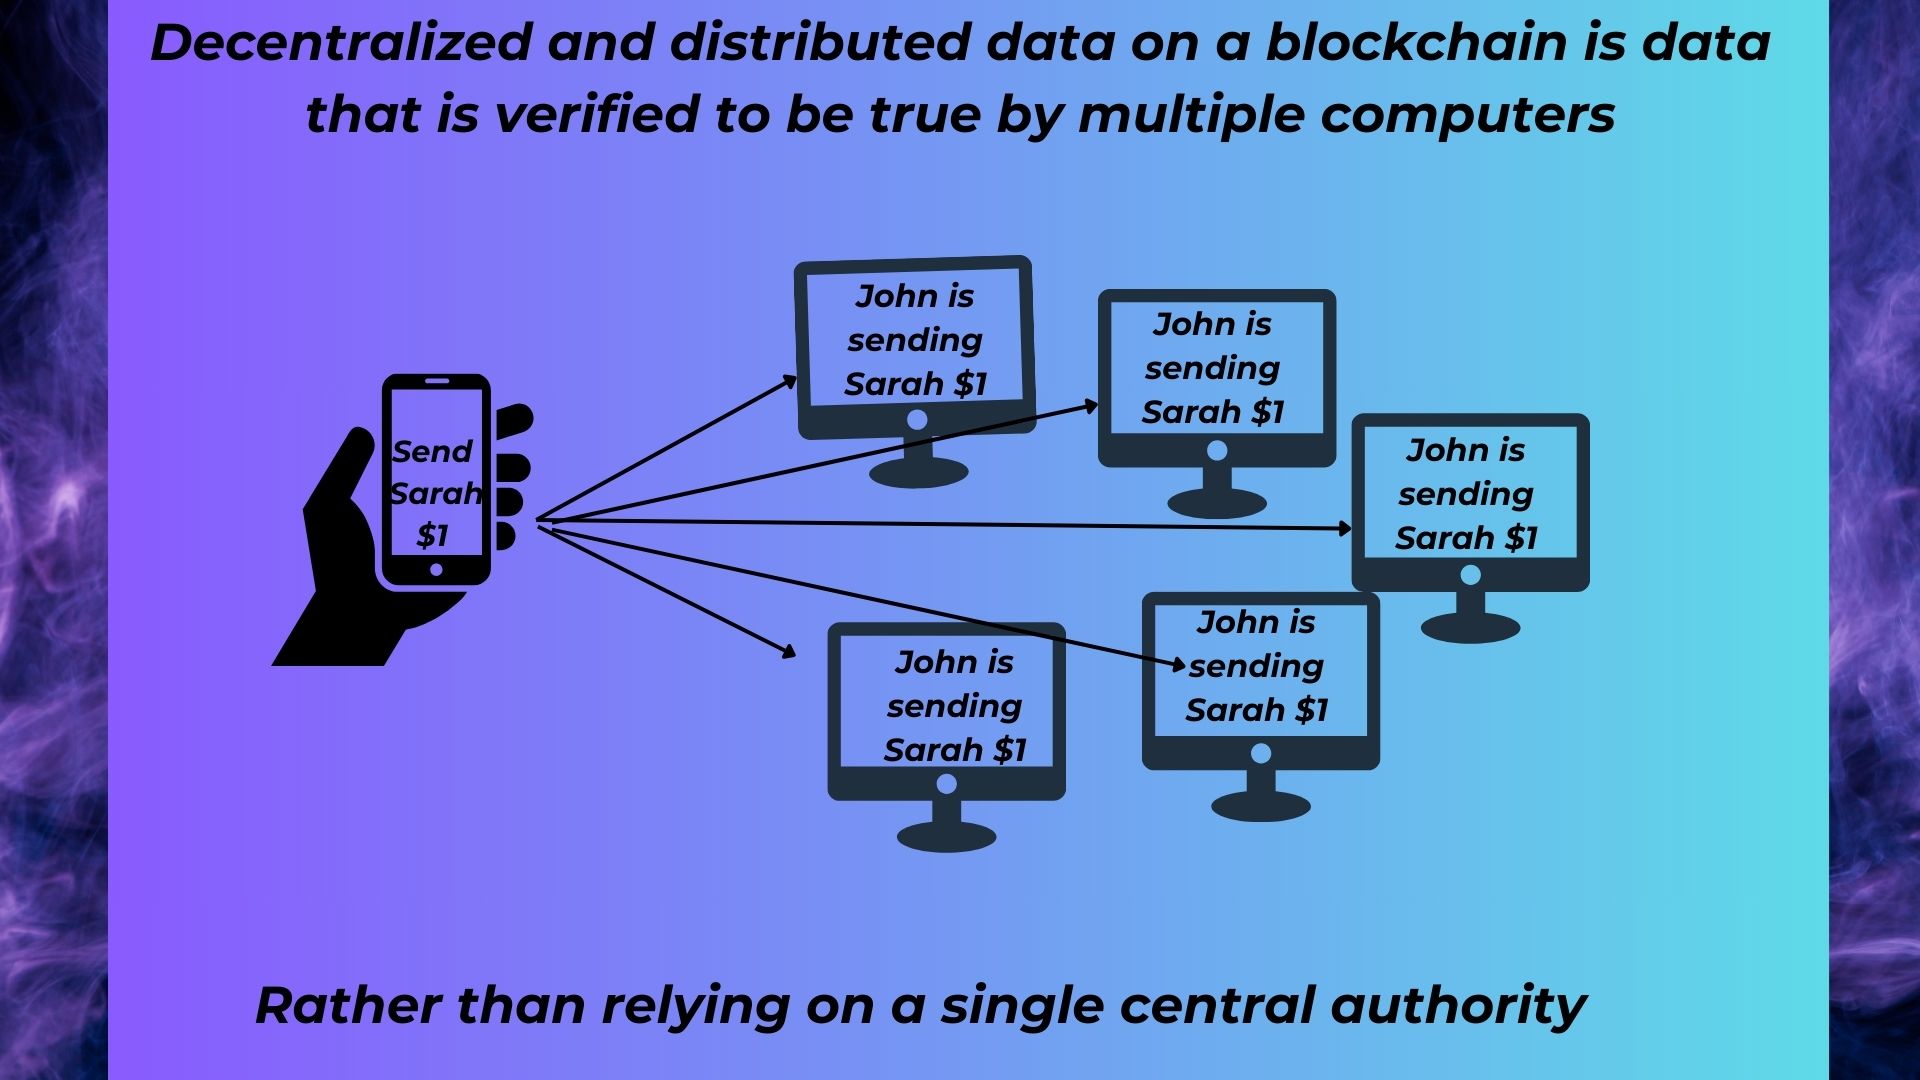 Decentralized and distributed data on a blockchain is data
that is verified to be true by multiple computers
Send
Sarah
$1
John is
sending
Sarah $1
John is
sending
Sarah $1
John is
sending
Sarah $1
John is
sending
Sarah $1
John is
sending
Sarah $1
Rather than relying on a single central authority